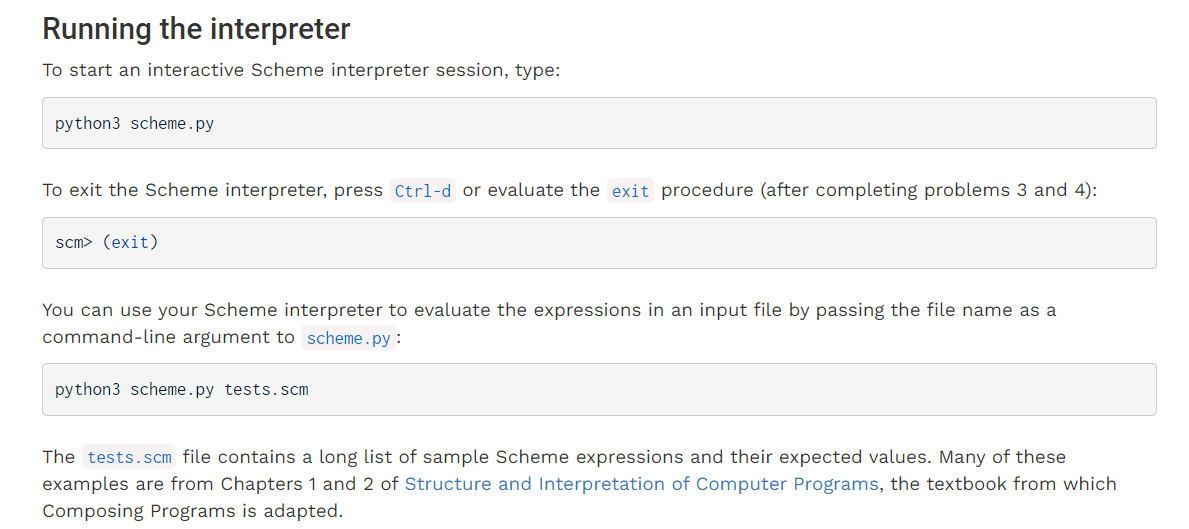 Running the interpreter
To start an interactive Scheme interpreter session, type:
python3 scheme.py
To exit the Scheme interpreter, press Ctrl-d or evaluate the exit procedure (after completing problems 3 and 4):
scm> (exit)
You can use your Scheme interpreter to evaluate the expressions in an input file by passing the file name as a
command-line argument to scheme.py:
python3 scheme.py tests.scm
The tests.scm file contains a long list of sample Scheme expressions and their expected values. Many of these
examples are from Chapters 1 and 2 of Structure and Interpretation of Computer Programs, the textbook from which
Composing Programs is adapted.